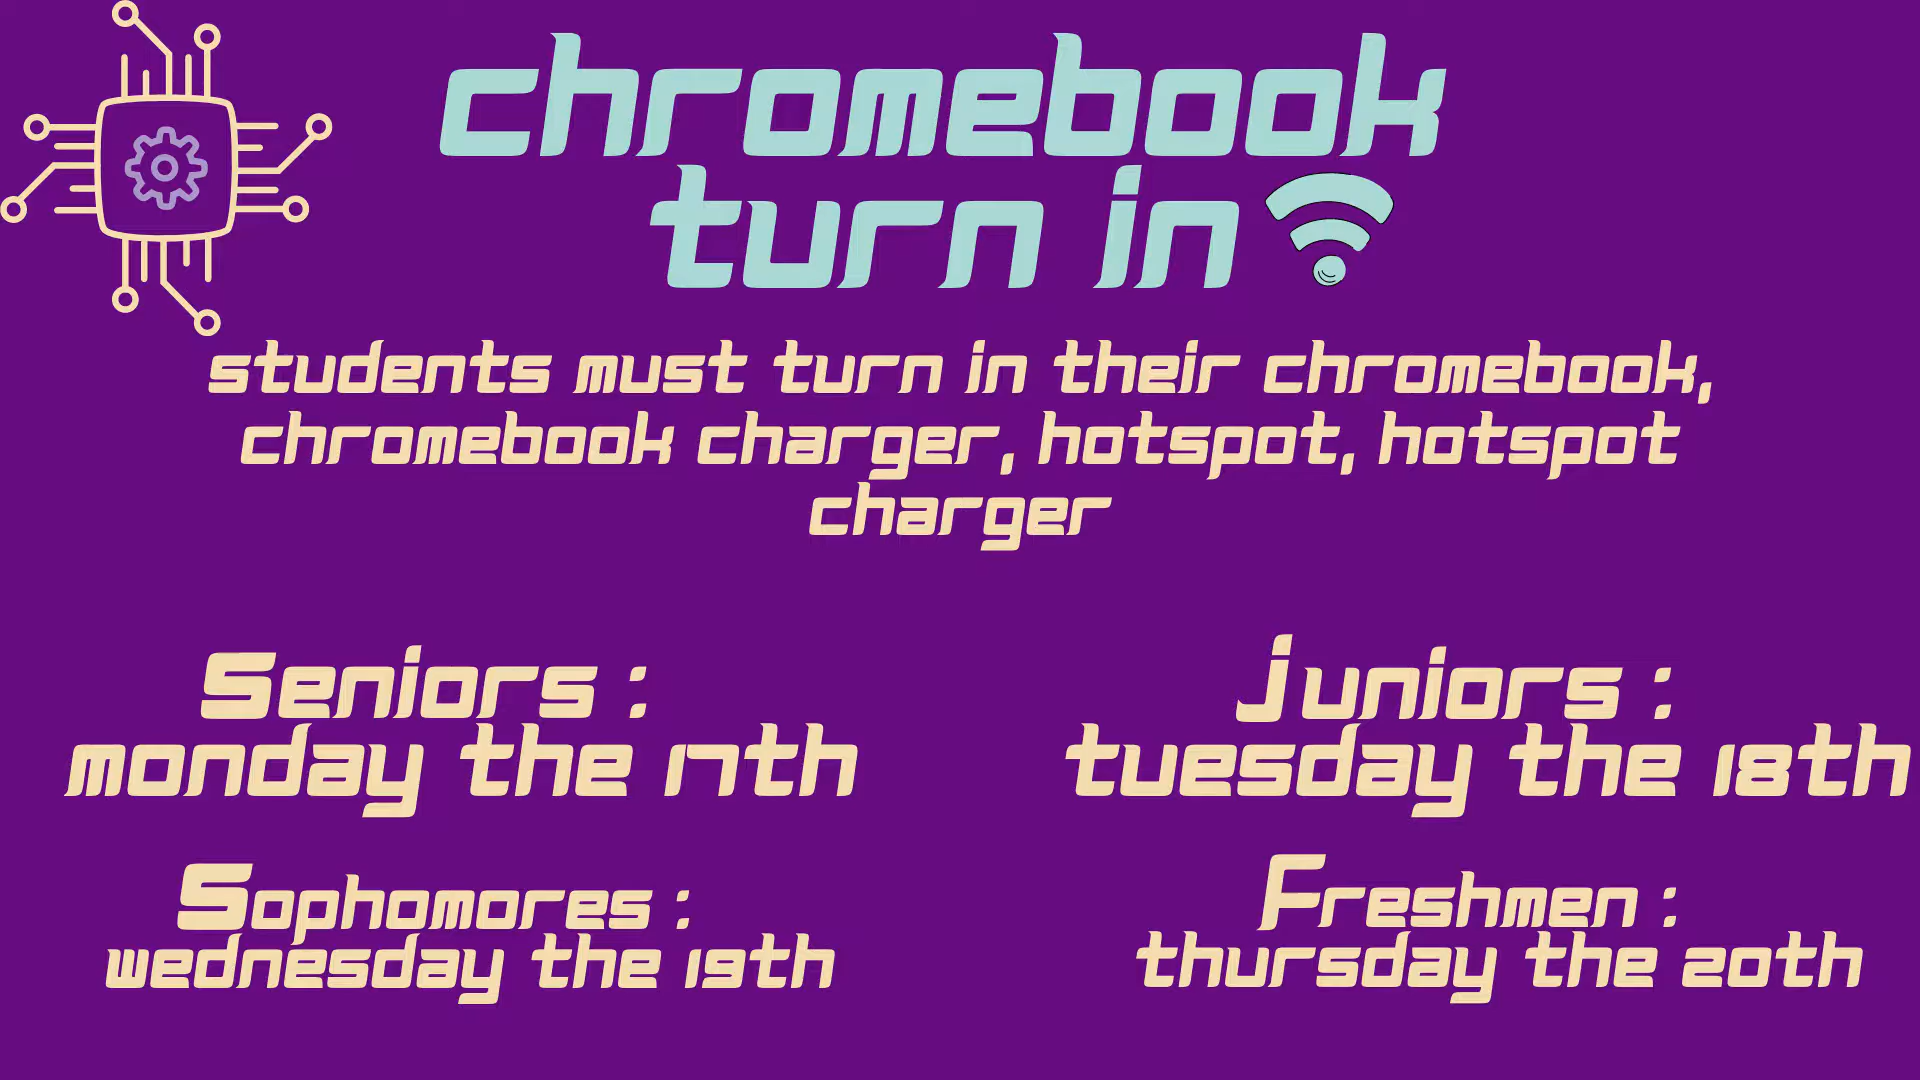 chromebook
turn in
students must turn in their chromebook,
chromebook charger, hotspot, hotspot
charger
Seniors :
monday the 17th
Juniors :
tuesday the 18th
Sophomores :
wednesday the 19th
Freshmen :
thursday the 20th